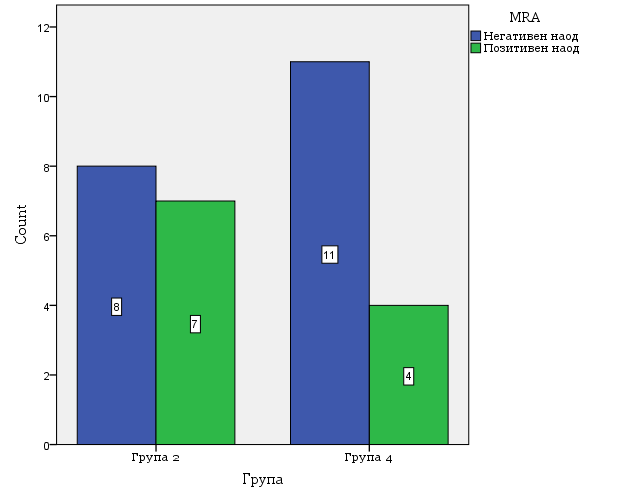 MRA
Негативен наод
Позитивен наод
12
10
8
6
4
2
0
Count
8
7
11
4
Група 2
Група 4
Група